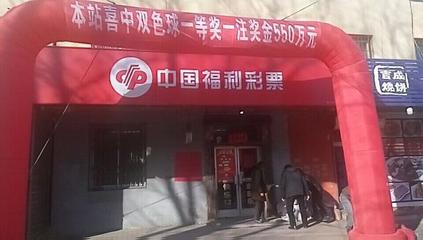 本站喜中双色球一等奖一注奖金550万元
中国福利彩票
吉成
烧饼